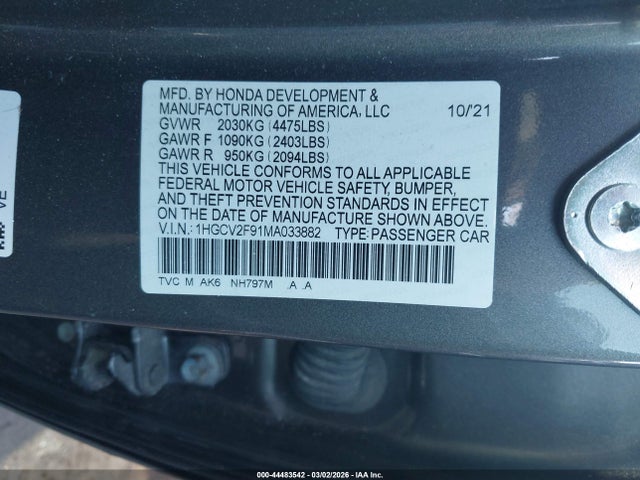 MFD. BY HONDA DEVELOPMENT &
MANUFACTURING OF AMERICA, LLC 10/'21
GVWR 2030KG (4475LBS)
GAWR F 1090KG (2403LBS)
GAWR R 950KG (2094LBS)
THIS VEHICLE CONFORMS TO ALL APPLICABLE
FEDERAL MOTOR VEHICLE SAFETY, BUMPER,
AND THEFT PREVENTION STANDARDS IN EFFECT
ON THE DATE OF MANUFACTURE SHOWN ABOVE.
V.I.N.: 1HGCV2F91MA033882 TYPE: PASSENGER CAR
TVC M AK6 NH797M .A .A
VE
000-44483542 | 03/02/2026 - IAA Inc.